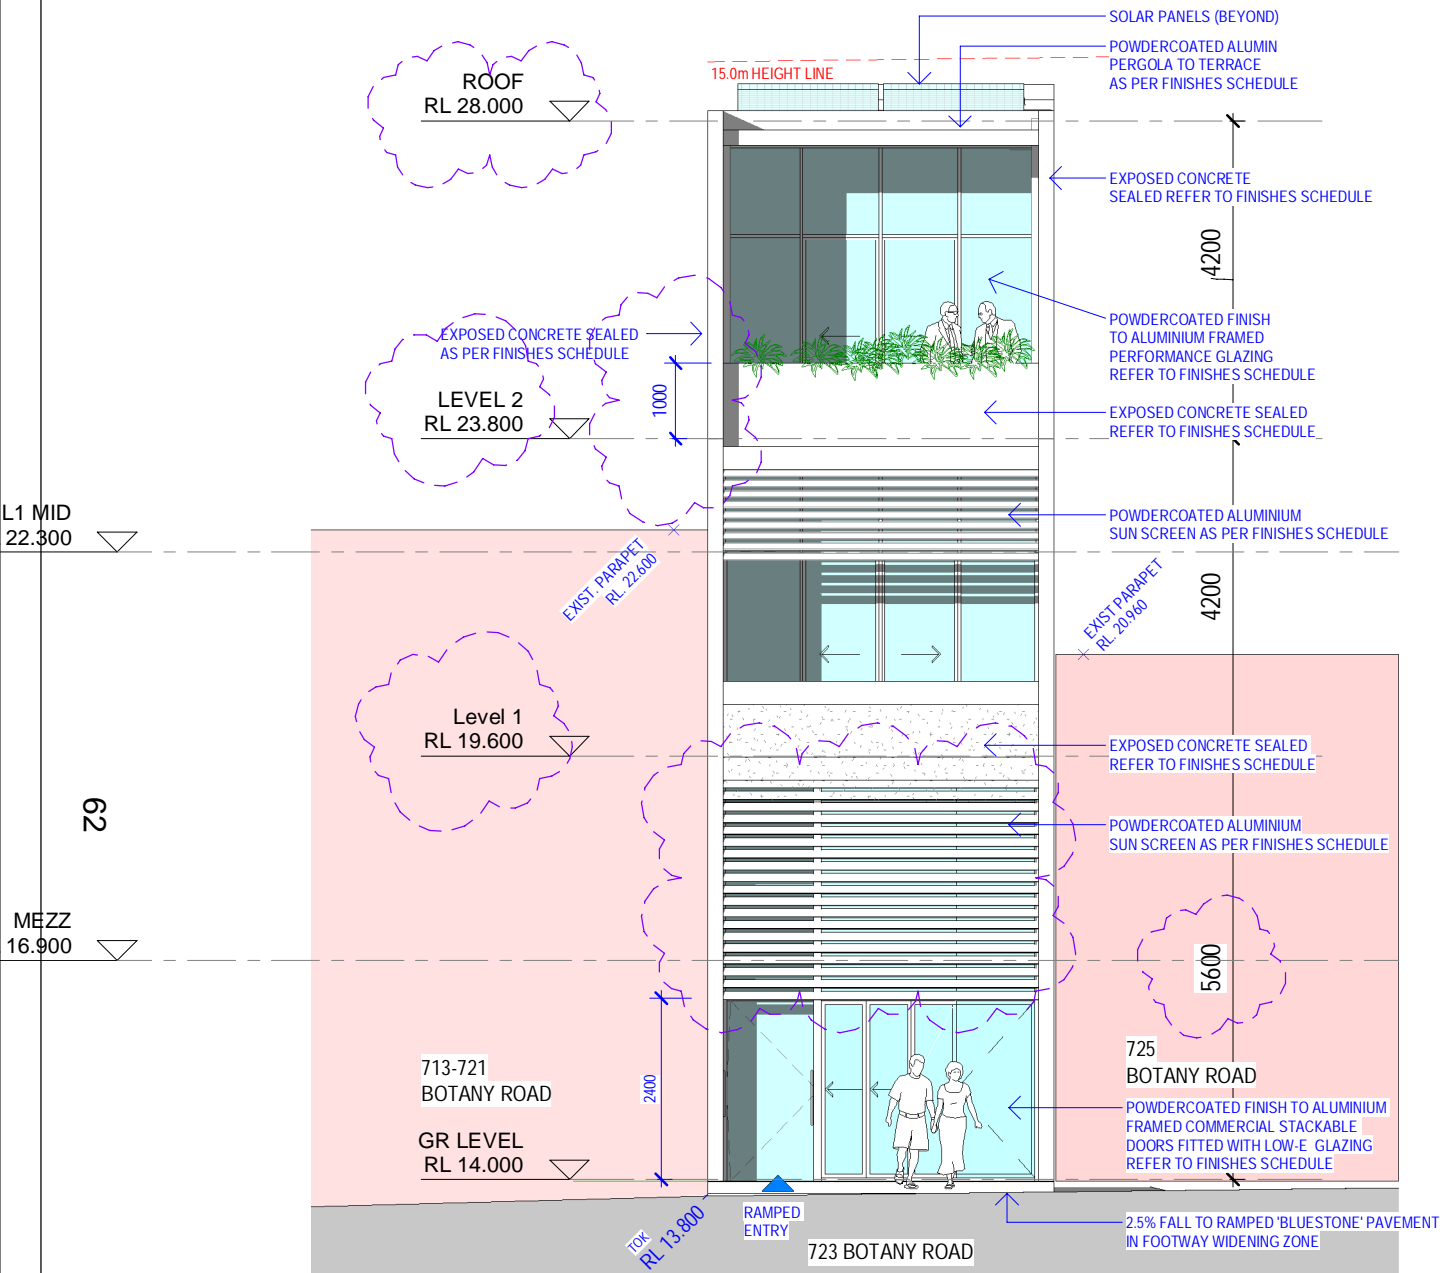 SOLAR PANELS (BEYOND)
POWDERCOATED ALUMIN
PERGOLA TO TERRACE
AS PER FINISHES SCHEDULE
15.0m HEIGHT LINE
ROOF
RL 28.000
EXPOSED CONCRETE
SEALED REFER TO FINISHES SCHEDULE
4200
POWDERCOATED FINISH
TO ALUMINIUM FRAMED
PERFORMANCE GLAZING
REFER TO FINISHES SCHEDULE
EXPOSED CONCRETE SEALED
AS PER FINISHES SCHEDULE
LEVEL 2
RL 23.800
1000
EXPOSED CONCRETE SEALED
REFER TO FINISHES SCHEDULE
L1 MID
22.300
POWDERCOATED ALUMINIUM
SUN SCREEN AS PER FINISHES SCHEDULE
EXIST. PARAPET
RL. 22.600
EXIST PARAPET
RL. 20.960
4200
Level 1
RL 19.600
EXPOSED CONCRETE SEALED
REFER TO FINISHES SCHEDULE
62
POWDERCOATED ALUMINIUM
SUN SCREEN AS PER FINISHES SCHEDULE
MEZZ
16.900
5600
713-721
BOTANY ROAD
2400
725
BOTANY ROAD
POWDERCOATED FINISH TO ALUMINIUM
FRAMED COMMERCIAL STACKABLE
DOORS FITTED WITH LOW-E GLAZING
REFER TO FINISHES SCHEDULE
GR LEVEL
RL 14.000
TOK
RL 13.800
RAMPED
ENTRY
723 BOTANY ROAD
2.5% FALL TO RAMPED 'BLUESTONE' PAVEMENT
IN FOOTWAY WIDENING ZONE